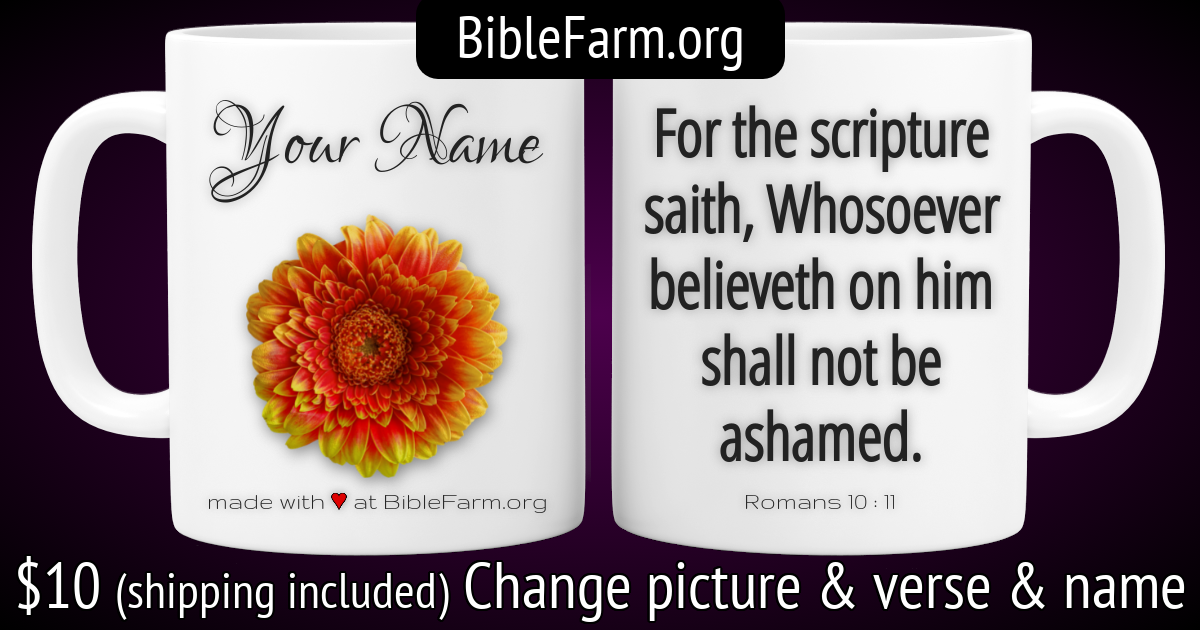 BibleFarm.org
Your Name
made with ♥ at BibleFarm.org
For the scripture
saith, Whosoever
believeth on him
shall not be
ashamed.
Romans 10 : 11
$10 (shipping included) Change picture & verse & name